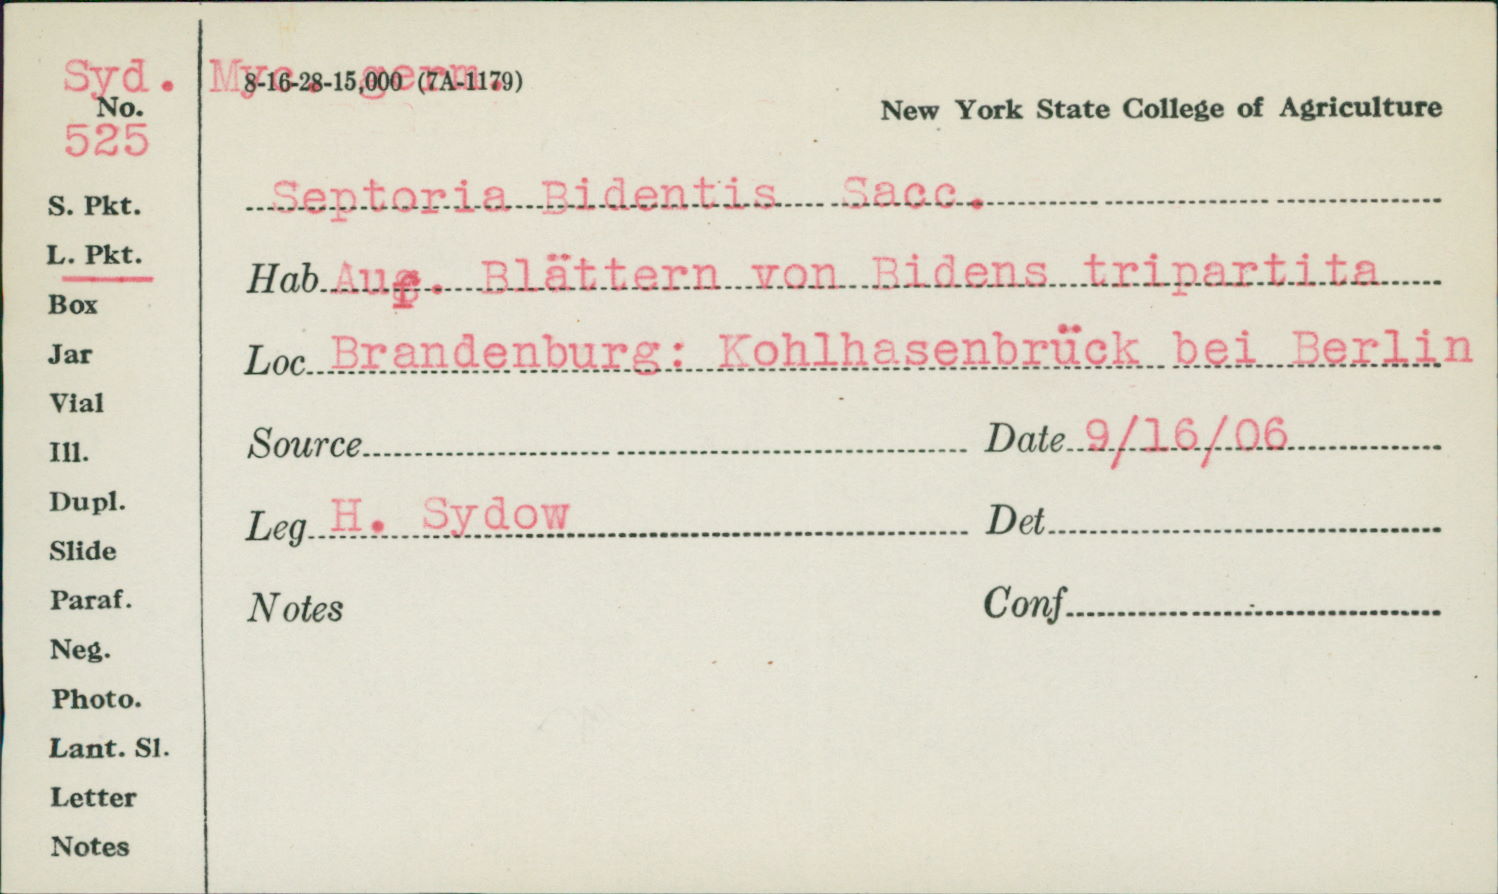 Syd. Myc. germ.
8-16-28-15,000 (7A-1179)
No.
525
New York State College of Agriculture
S. Pkt.
L. Pkt.
Box
Jar
Vial
Ill.
Dupl.
Slide
Paraf.
Neg.
Photo.
Lant. Sl.
Letter
Notes
Septoria Bidentis Sacc.
Hab Auf. Blättern von Bidens tripartita
Loc. Brandenburg: Kohlhasenbrück bei Berlin
Source
Date 9/16/06
Leg H. Sydow
Det
Notes
Conf